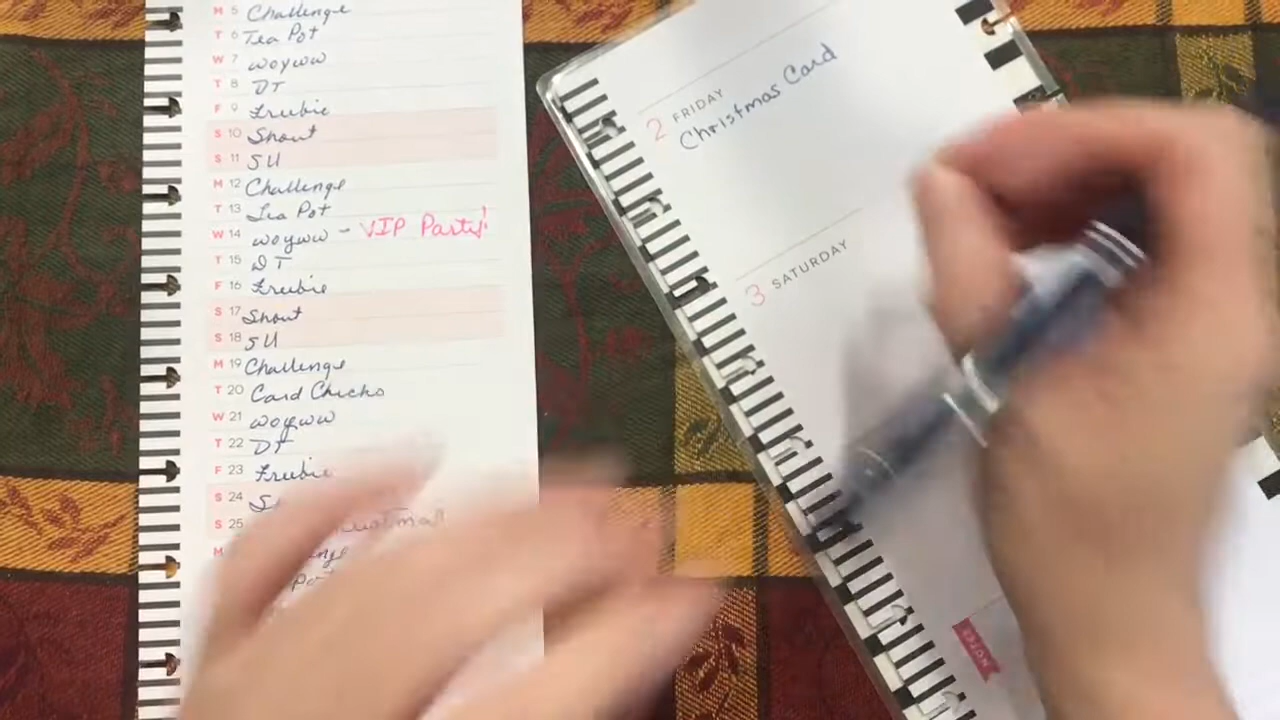 M 5 Challenge
T 6 Tea Pot
W 7 woyww
T 8 DT
F 9 Freebie
S 10 Shout
S 11 SU
M 12 Challenge
T 13 Tea Pot
W 14 woyww - VIP Party!
T 15 DT
F 16 Freebie
S 17 Shout
S 18 SU
M 19 Challenge
T 20 Card Chicks
W 21 woyww
T 22 DT
F 23 Freebie
S 24
S 25
M
2 FRIDAY
Christmas Card
3 SATURDAY
NOTES